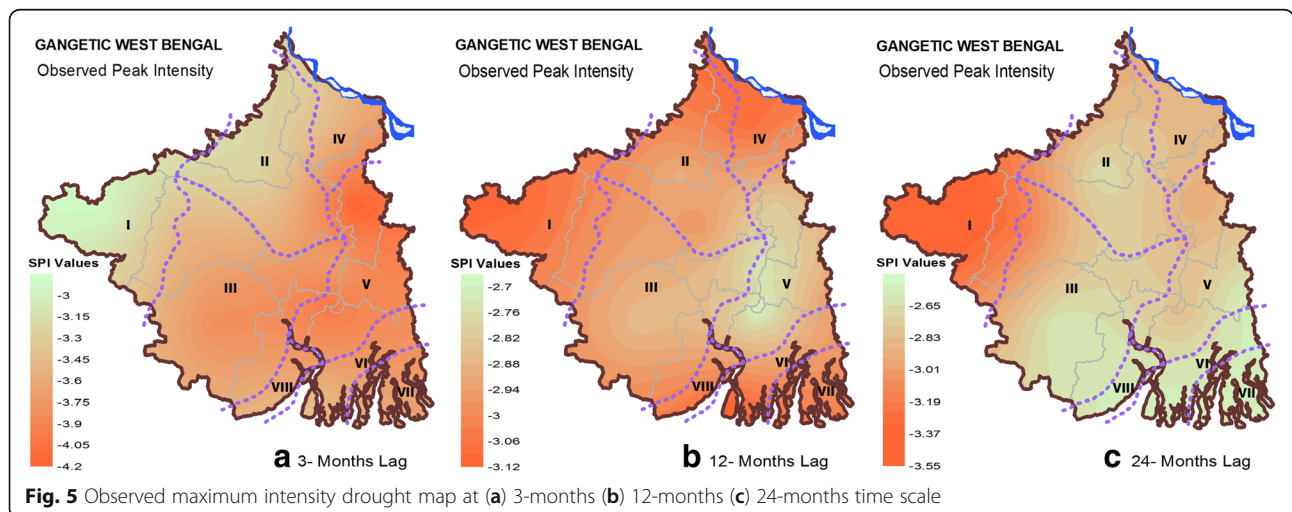 GANGETIC WEST BENGAL
Observed Peak Intensity
IV
II
I
III
V
VI
VII
VIII
SPI Values
-3
-3.15
-3.3
-3.45
-3.6
-3.75
-3.9
-4.05
-4.2
a 3- Months Lag
GANGETIC WEST BENGAL
Observed Peak Intensity
IV
II
I
III
V
VI
VII
VIII
SPI Values
-2.7
-2.76
-2.82
-2.88
-2.94
-3
-3.06
-3.12
b 12- Months Lag
GANGETIC WEST BENGAL
Observed Peak Intensity
IV
II
I
III
V
VI
VII
VIII
SPI Values
-2.65
-2.83
-3.01
-3.19
-3.37
-3.55
c 24- Months Lag
Fig. 5 Observed maximum intensity drought map at (a) 3-months (b) 12-months (c) 24-months time scale